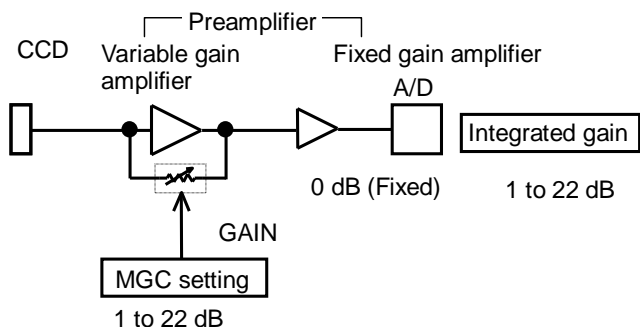 Preamplifier
CCD
Variable gain
amplifier
Fixed gain amplifier
A/D
Integrated gain
0 dB (Fixed)
1 to 22 dB
GAIN
MGC setting
1 to 22 dB